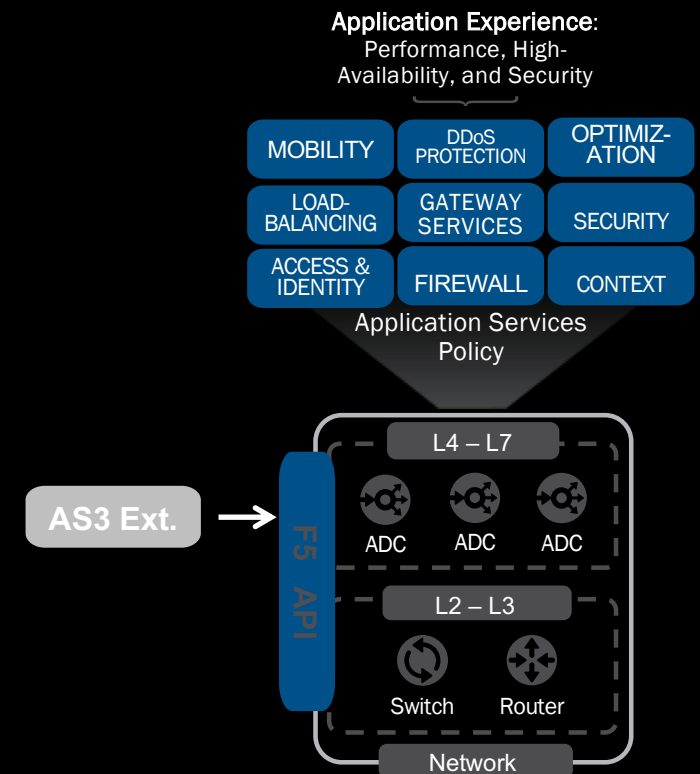 Application Experience:
Performance, High-
Availability, and Security
MOBILITY
DDoS
PROTECTION
OPTIMIZ-
ATION
LOAD-
BALANCING
GATEWAY
SERVICES
SECURITY
ACCESS &
IDENTITY
FIREWALL
CONTEXT
Application Services
Policy
L4 – L7
ADC
ADC
ADC
AS3 Ext.
F5 API
L2 – L3
Switch
Router
Network